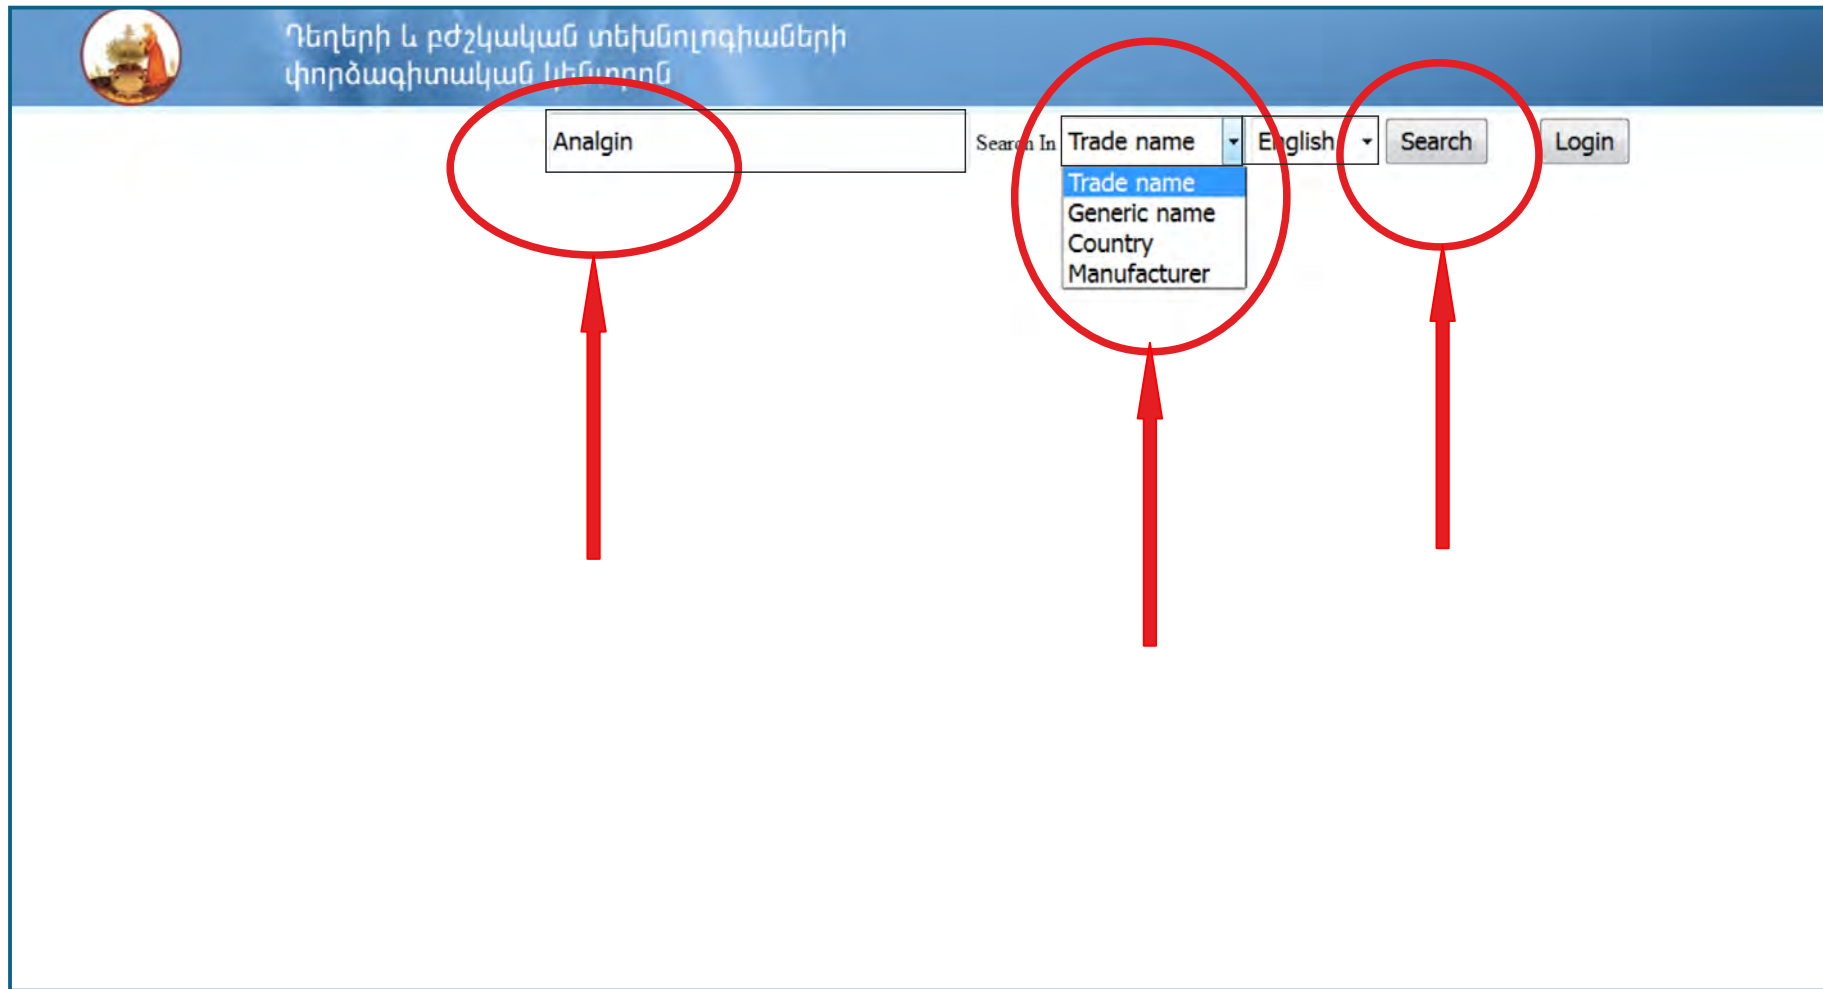 Դեղերի և բժշկական տեխնոլոգիաների
փորձագիտական կենտրոն
Analgin Search In Trade name English Search Login
Trade name
Generic name
Country
Manufacturer